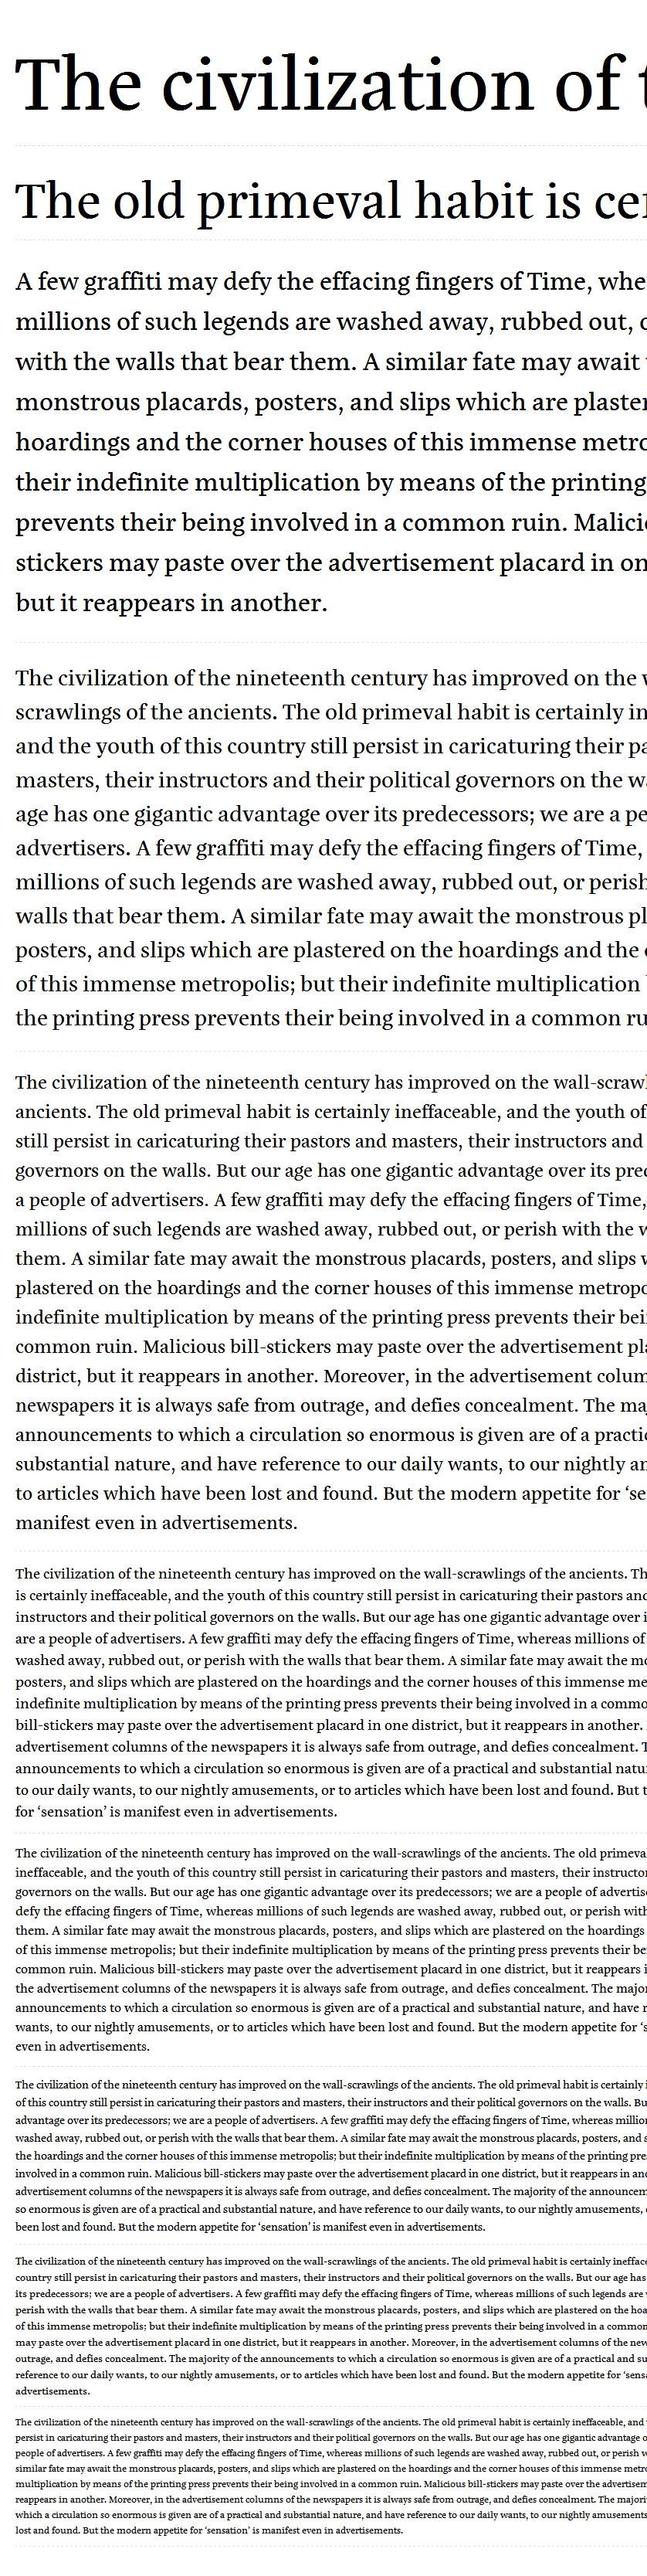 The civilization of t
The old primeval habit is cer
A few graffiti may defy the effacing fingers of Time, whe
millions of such legends are washed away, rubbed out, o
with the walls that bear them. A similar fate may await
monstrous placards, posters, and slips which are plaster
hoardings and the corner houses of this immense metro
their indefinite multiplication by means of the printing
prevents their being involved in a common ruin. Malicio
stickers may paste over the advertisement placard in on
but it reappears in another.
The civilization of the nineteenth century has improved on the w
scrawlings of the ancients. The old primeval habit is certainly in
and the youth of this country still persist in caricaturing their pa
masters, their instructors and their political governors on the wa
age has one gigantic advantage over its predecessors; we are a pe
advertisers. A few graffiti may defy the effacing fingers of Time,
millions of such legends are washed away, rubbed out, or perish
walls that bear them. A similar fate may await the monstrous pl
posters, and slips which are plastered on the hoardings and the c
of this immense metropolis; but their indefinite multiplication
the printing press prevents their being involved in a common ru
The civilization of the nineteenth century has improved on the wall-scrawl
ancients. The old primeval habit is certainly ineffaceable, and the youth of
still persist in caricaturing their pastors and masters, their instructors and
governors on the walls. But our age has one gigantic advantage over its pred
a people of advertisers. A few graffiti may defy the effacing fingers of Time,
millions of such legends are washed away, rubbed out, or perish with the w
them. A similar fate may await the monstrous placards, posters, and slips w
plastered on the hoardings and the corner houses of this immense metropo
indefinite multiplication by means of the printing press prevents their bei
common ruin. Malicious bill-stickers may paste over the advertisement pla
district, but it reappears in another. Moreover, in the advertisement colum
newspapers it is always safe from outrage, and defies concealment. The maj
announcements to which a circulation so enormous is given are of a practic
substantial nature, and have reference to our daily wants, to our nightly am
to articles which have been lost and found. But the modern appetite for ‘se
manifest even in advertisements.
The civilization of the nineteenth century has improved on the wall-scrawlings of the ancients. Th
is certainly ineffaceable, and the youth of this country still persist in caricaturing their pastors and
instructors and their political governors on the walls. But our age has one gigantic advantage over i
are a people of advertisers. A few graffiti may defy the effacing fingers of Time, whereas millions of
washed away, rubbed out, or perish with the walls that bear them. A similar fate may await the mo
posters, and slips which are plastered on the hoardings and the corner houses of this immense me
indefinite multiplication by means of the printing press prevents their being involved in a commo
bill-stickers may paste over the advertisement placard in one district, but it reappears in another.
advertisement columns of the newspapers it is always safe from outrage, and defies concealment. T
announcements to which a circulation so enormous is given are of a practical and substantial natur
to our daily wants, to our nightly amusements, or to articles which have been lost and found. But t
for ‘sensation’ is manifest even in advertisements.
The civilization of the nineteenth century has improved on the wall-scrawlings of the ancients. The old primeval
ineffaceable, and the youth of this country still persist in caricaturing their pastors and masters, their instructor
governors on the walls. But our age has one gigantic advantage over its predecessors; we are a people of advertise
defy the effacing fingers of Time, whereas millions of such legends are washed away, rubbed out, or perish with
them. A similar fate may await the monstrous placards, posters, and slips which are plastered on the hoardings
of this immense metropolis; but their indefinite multiplication by means of the printing press prevents their be
common ruin. Malicious bill-stickers may paste over the advertisement placard in one district, but it reappears i
the advertisement columns of the newspapers it is always safe from outrage, and defies concealment. The major
announcements to which a circulation so enormous is given are of a practical and substantial nature, and have r
wants, to our nightly amusements, or to articles which have been lost and found. But the modern appetite for ‘s
even in advertisements.
The civilization of the nineteenth century has improved on the wall-scrawlings of the ancients. The old primeval habit is certainly i
of this country still persist in caricaturing their pastors and masters, their instructors and their political governors on the walls. Bu
advantage over its predecessors; we are a people of advertisers. A few graffiti may defy the effacing fingers of Time, whereas million
washed away, rubbed out, or perish with the walls that bear them. A similar fate may await the monstrous placards, posters, and s
the hoardings and the corner houses of this immense metropolis; but their indefinite multiplication by means of the printing pre
involved in a common ruin. Malicious bill-stickers may paste over the advertisement placard in one district, but it reappears in an
advertisement columns of the newspapers it is always safe from outrage, and defies concealment. The majority of the announcem
so enormous is given are of a practical and substantial nature, and have reference to our daily wants, to our nightly amusements,
been lost and found. But the modern appetite for ‘sensation’ is manifest even in advertisements.
The civilization of the nineteenth century has improved on the wall-scrawlings of the ancients. The old primeval habit is certainly ineffac
country still persist in caricaturing their pastors and masters, their instructors and their political governors on the walls. But our age has
its predecessors; we are a people of advertisers. A few graffiti may defy the effacing fingers of Time, whereas millions of such legends are
perish with the walls that bear them. A similar fate may await the monstrous placards, posters, and slips which are plastered on the hoa
of this immense metropolis; but their indefinite multiplication by means of the printing press prevents their being involved in a common
may paste over the advertisement placard in one district, but it reappears in another. Moreover, in the advertisement columns of the new
outrage, and defies concealment. The majority of the announcements to which a circulation so enormous is given are of a practical and su
reference to our daily wants, to our nightly amusements, or to articles which have been lost and found. But the modern appetite for ‘sens
advertisements.
The civilization of the nineteenth century has improved on the wall-scrawlings of the ancients. The old primeval habit is certainly ineffaceable, and
persist in caricaturing their pastors and masters, their instructors and their political governors on the walls. But our age has one gigantic advantage o
people of advertisers. A few graffiti may defy the effacing fingers of Time, whereas millions of such legends are washed away, rubbed out, or perish w
similar fate may await the monstrous placards, posters, and slips which are plastered on the hoardings and the corner houses of this immense metro
multiplication by means of the printing press prevents their being involved in a common ruin. Malicious bill-stickers may paste over the advertisem
reappears in another. Moreover, in the advertisement columns of the newspapers it is always safe from outrage, and defies concealment. The majori
which a circulation so enormous is given are of a practical and substantial nature, and have reference to our daily wants, to our nightly amusements
lost and found. But the modern appetite for ‘sensation’ is manifest even in advertisements.